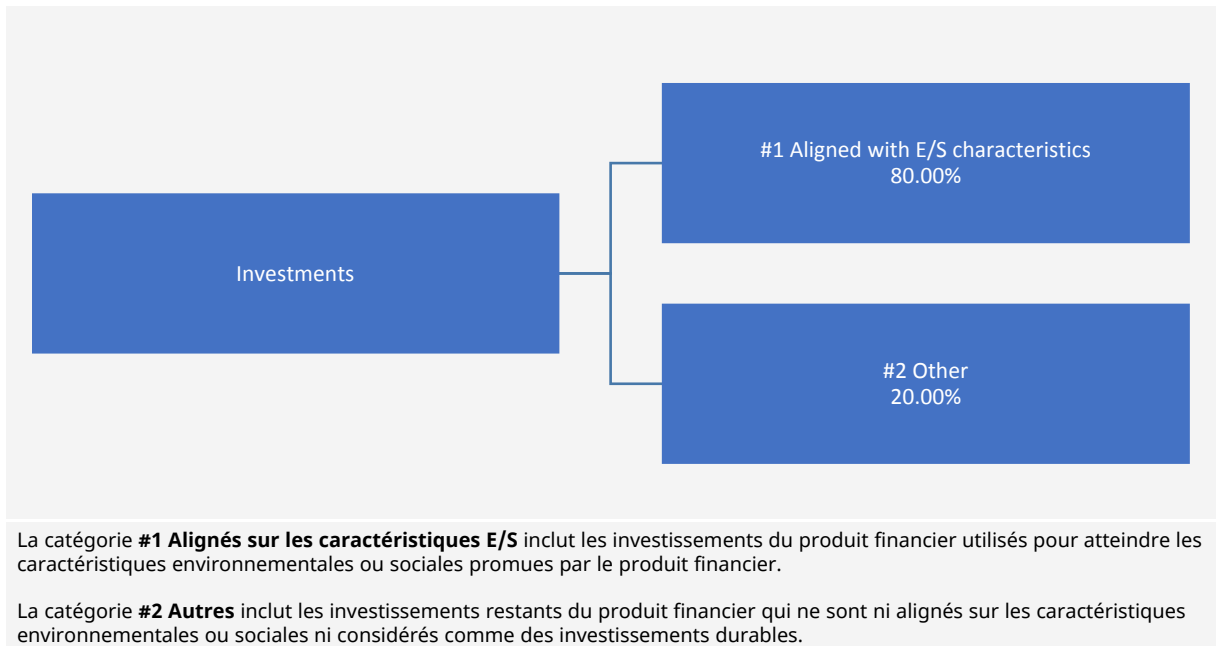 #1 Aligned with E/S characteristics
80.00%
Investments
#2 Other
20.00%
La catégorie #1 Alignés sur les caractéristiques E/S inclut les investissements du produit financier utilisés pour atteindre les
caractéristiques environnementales ou sociales promues par le produit financier.
La catégorie #2 Autres inclut les investissements restants du produit financier qui ne sont ni alignés sur les caractéristiques
environnementales ou sociales ni considérés comme des investissements durables.